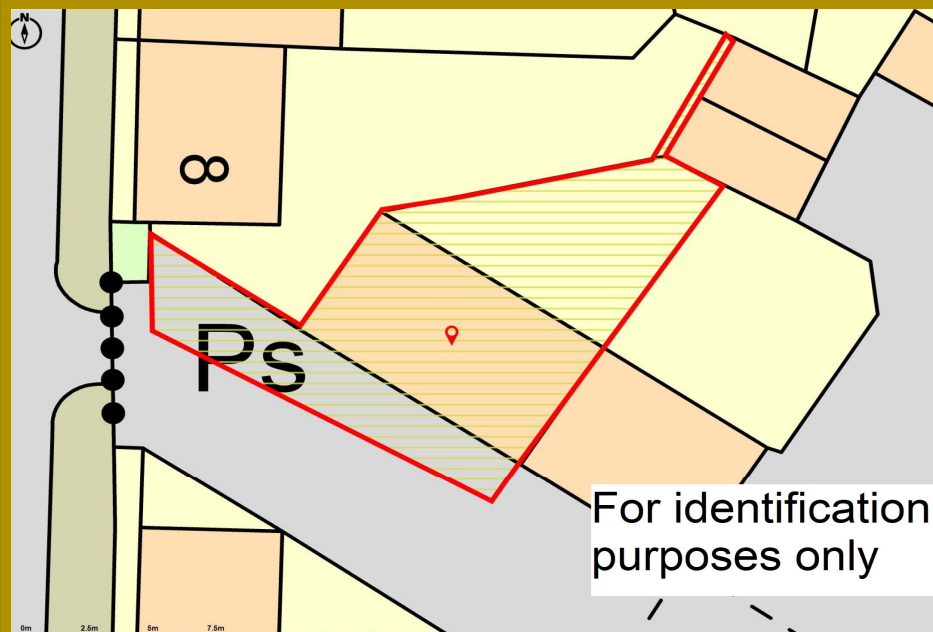 N
8
Ps
For identification
purposes only
0m 2.5m 5m 7.5m